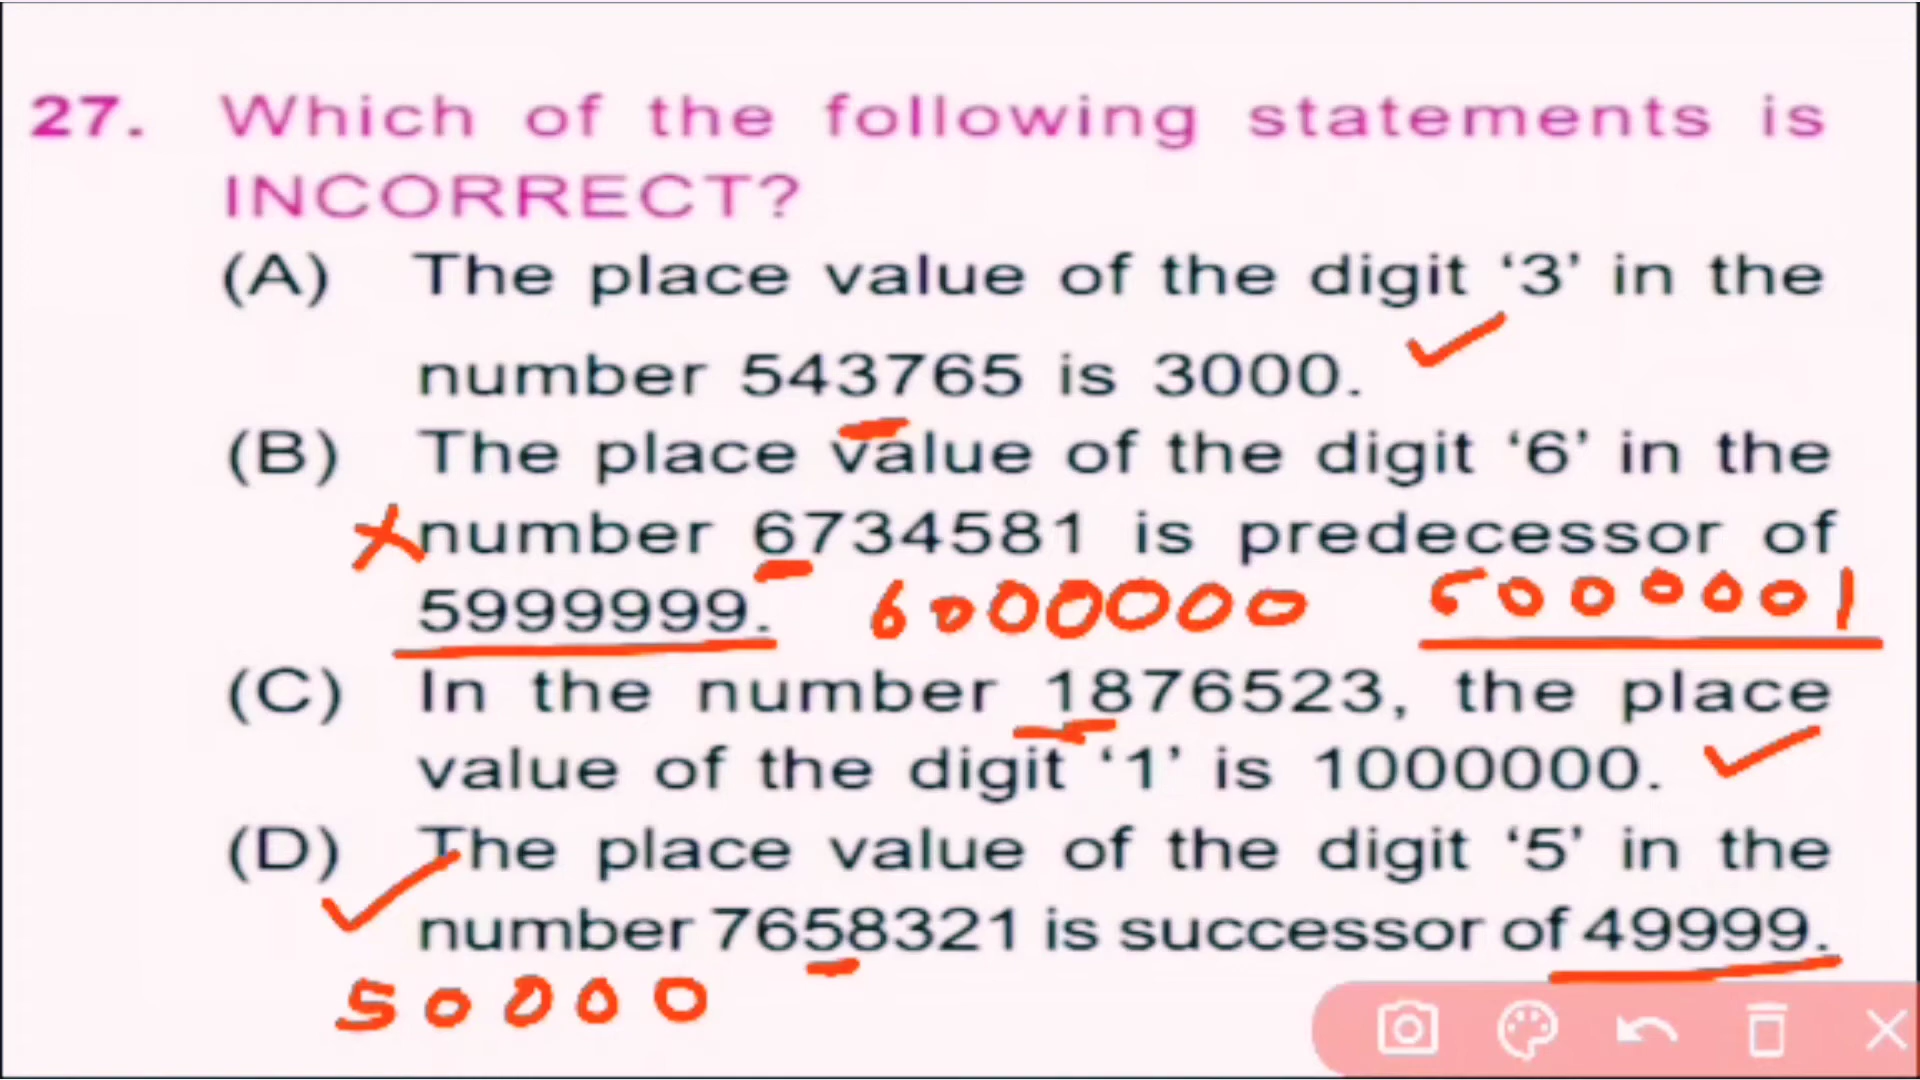 27. Which of the following statements is
INCORRECT?
(A) The place value of the digit ‘3’ in the
number 543765 is 3000.
(B) The place value of the digit ‘6’ in the
number 6734581 is predecessor of
5999999. 6000000 6000001
(C) In the number 1876523, the place
value of the digit ‘1’ is 1000000.
(D) The place value of the digit ‘5’ in the
number 7658321 is successor of 49999.
50000